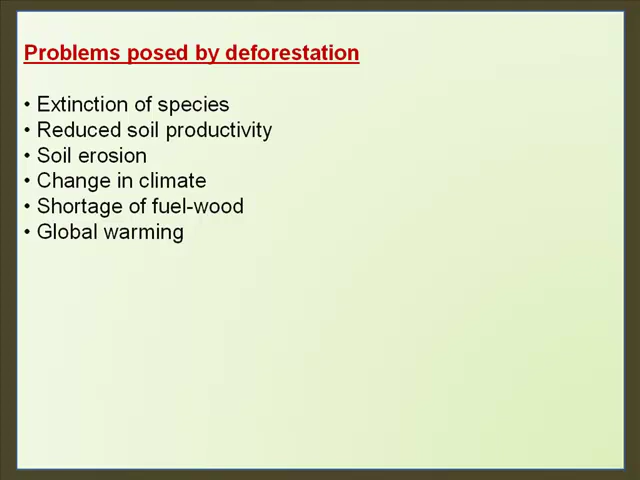 Problems posed by deforestation
• Extinction of species
• Reduced soil productivity
• Soil erosion
• Change in climate
• Shortage of fuel-wood
• Global warming